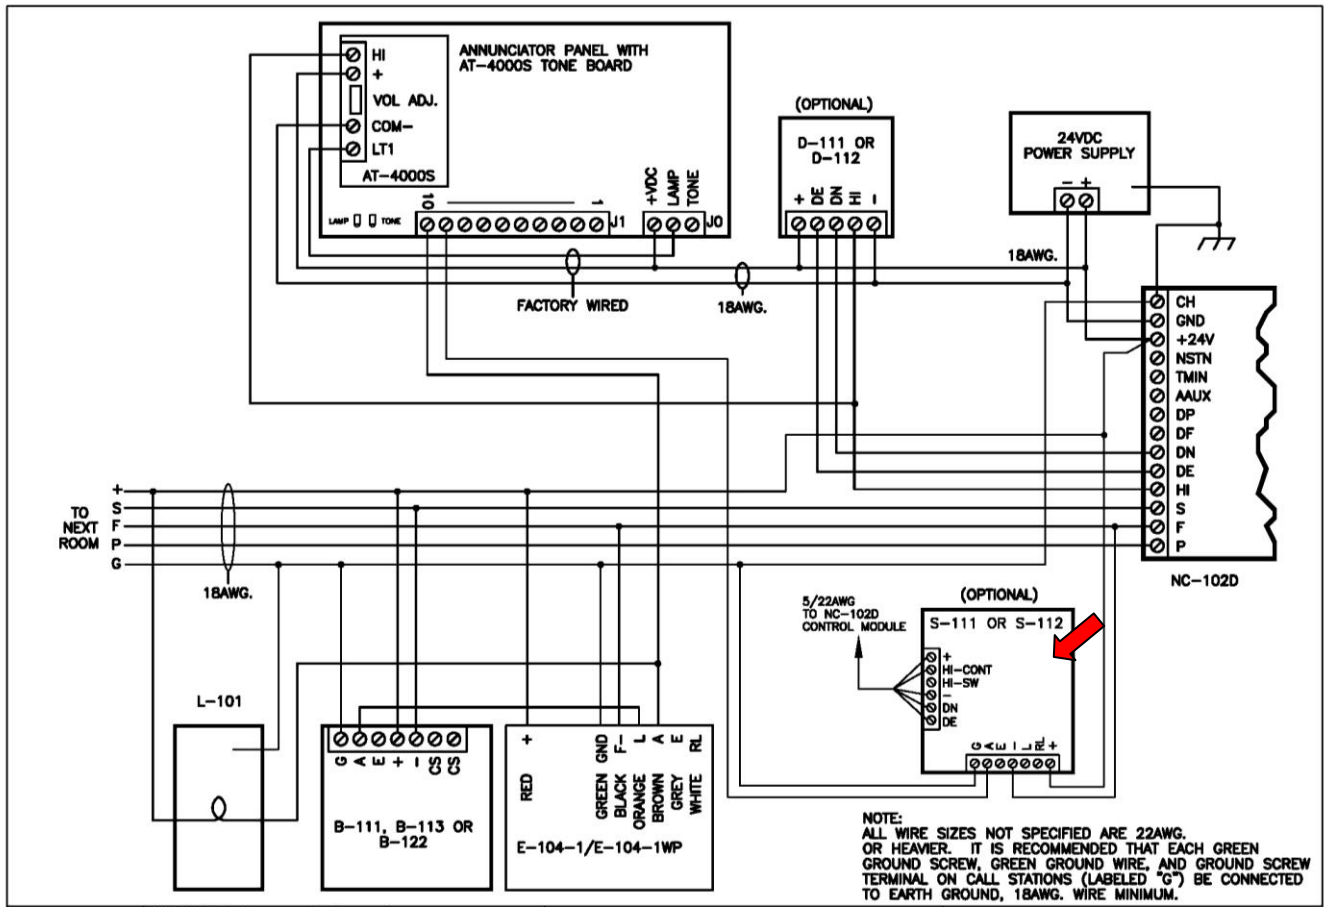 ANNUNCIATOR PANEL WITH
AT-4000S TONE BOARD
HI
+
VOL ADJ.
COM-
LT1
AT-4000S
LAMP
TONE
10
1
J1
+VDC
LAMP
TONE
J0
FACTORY WIRED
18AWG.
(OPTIONAL)
D-111 OR
D-112
+
DE
DN
HI
-
24VDC
POWER SUPPLY
- +
18AWG.
CH
GND
+24V
NSTN
TMIN
AAUX
DP
DF
DN
DE
HI
S
F
P
NC-102D
TO
NEXT
ROOM
+
S
F
P
G
18AWG.
L-101
G
A
E
+
-
CS
CS
B-111, B-113 OR
B-122
+
GND
F-
L
A
E
RL
RED
GREEN
BLACK
ORANGE
BROWN
GREY
WHITE
E-104-1/E-104-1WP
5/22AWG
TO NC-102D
CONTROL MODULE
(OPTIONAL)
S-111 OR S-112
+
HI-CONT
HI-SW
-
DN
DE
G
A
E
-
L
RL
+
NOTE:
ALL WIRE SIZES NOT SPECIFIED ARE 22AWG.
OR HEAVIER. IT IS RECOMMENDED THAT EACH GREEN
GROUND SCREW, GREEN GROUND WIRE, AND GROUND SCREW
TERMINAL ON CALL STATIONS (LABELED "G") BE CONNECTED
TO EARTH GROUND, 18AWG. WIRE MINIMUM.